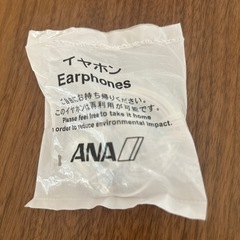 イヤホン
Earphones
ご自由にお持ち帰りください。
このイヤホンは再利用が可能です。
Please feel free to take it home
in order to reduce environmental impact.
ANA